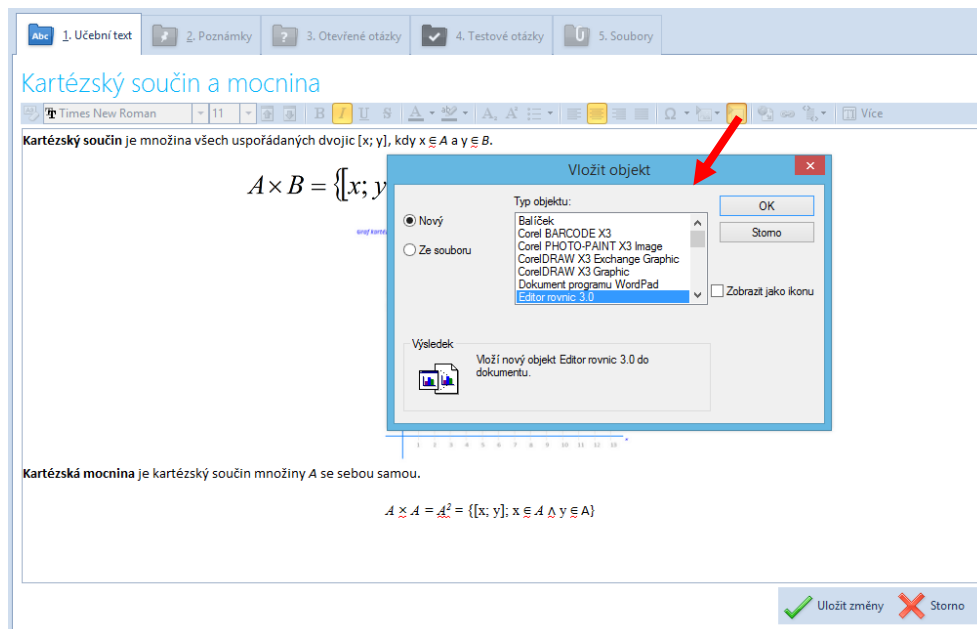 Abc 1. Učební text 2. Poznámky ? 3. Otevřené otázky 4. Testové otázky 5. Soubory
Kartézský součin a mocnina
Times New Roman 11 B I U S A A, A' Ω Více
Kartézský součin je množina všech uspořádaných dvojic [x; y], kdy x ∈ A a y ∈ B.
A × B = {[x; y
Vložit objekt
Typ objektu:
Nový
Ze souboru
Balíček
Corel BARCODE X3
Corel PHOTO-PAINT X3 Image
CorelDRAW X3 Exchange Graphic
CorelDRAW X3 Graphic
Dokument programu WordPad
Editor rovnic 3.0
OK
Storno
Zobrazit jako ikonu
Výsledek
Vloží nový objekt Editor rovnic 3.0 do
dokumentu.
1 2 3 4 5 6 7 8 9 10 11 12 13
Kartézská mocnina je kartézský součin množiny A se sebou samou.
A × A = A² = {[x; y]; x ∈ A ∧ y ∈ A}
Uložit změny Storno